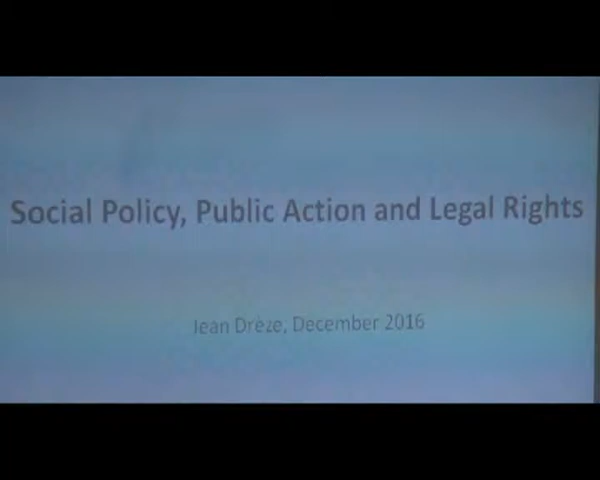 Social Policy, Public Action and Legal Rights
Jean Drèze, December 2016